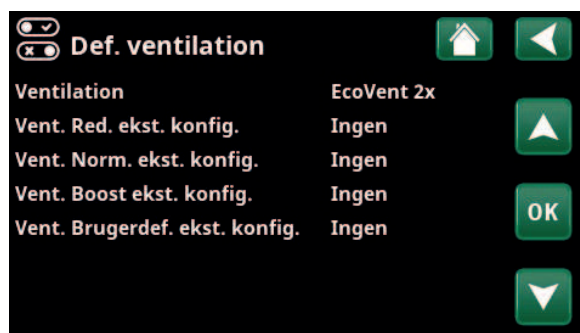 Def. ventilation
Ventilation EcoVent 2x
Vent. Red. ekst. konfig. Ingen
Vent. Norm. ekst. konfig. Ingen
Vent. Boost ekst. konfig. Ingen
Vent. Brugerdef. ekst. konfig. Ingen
OK